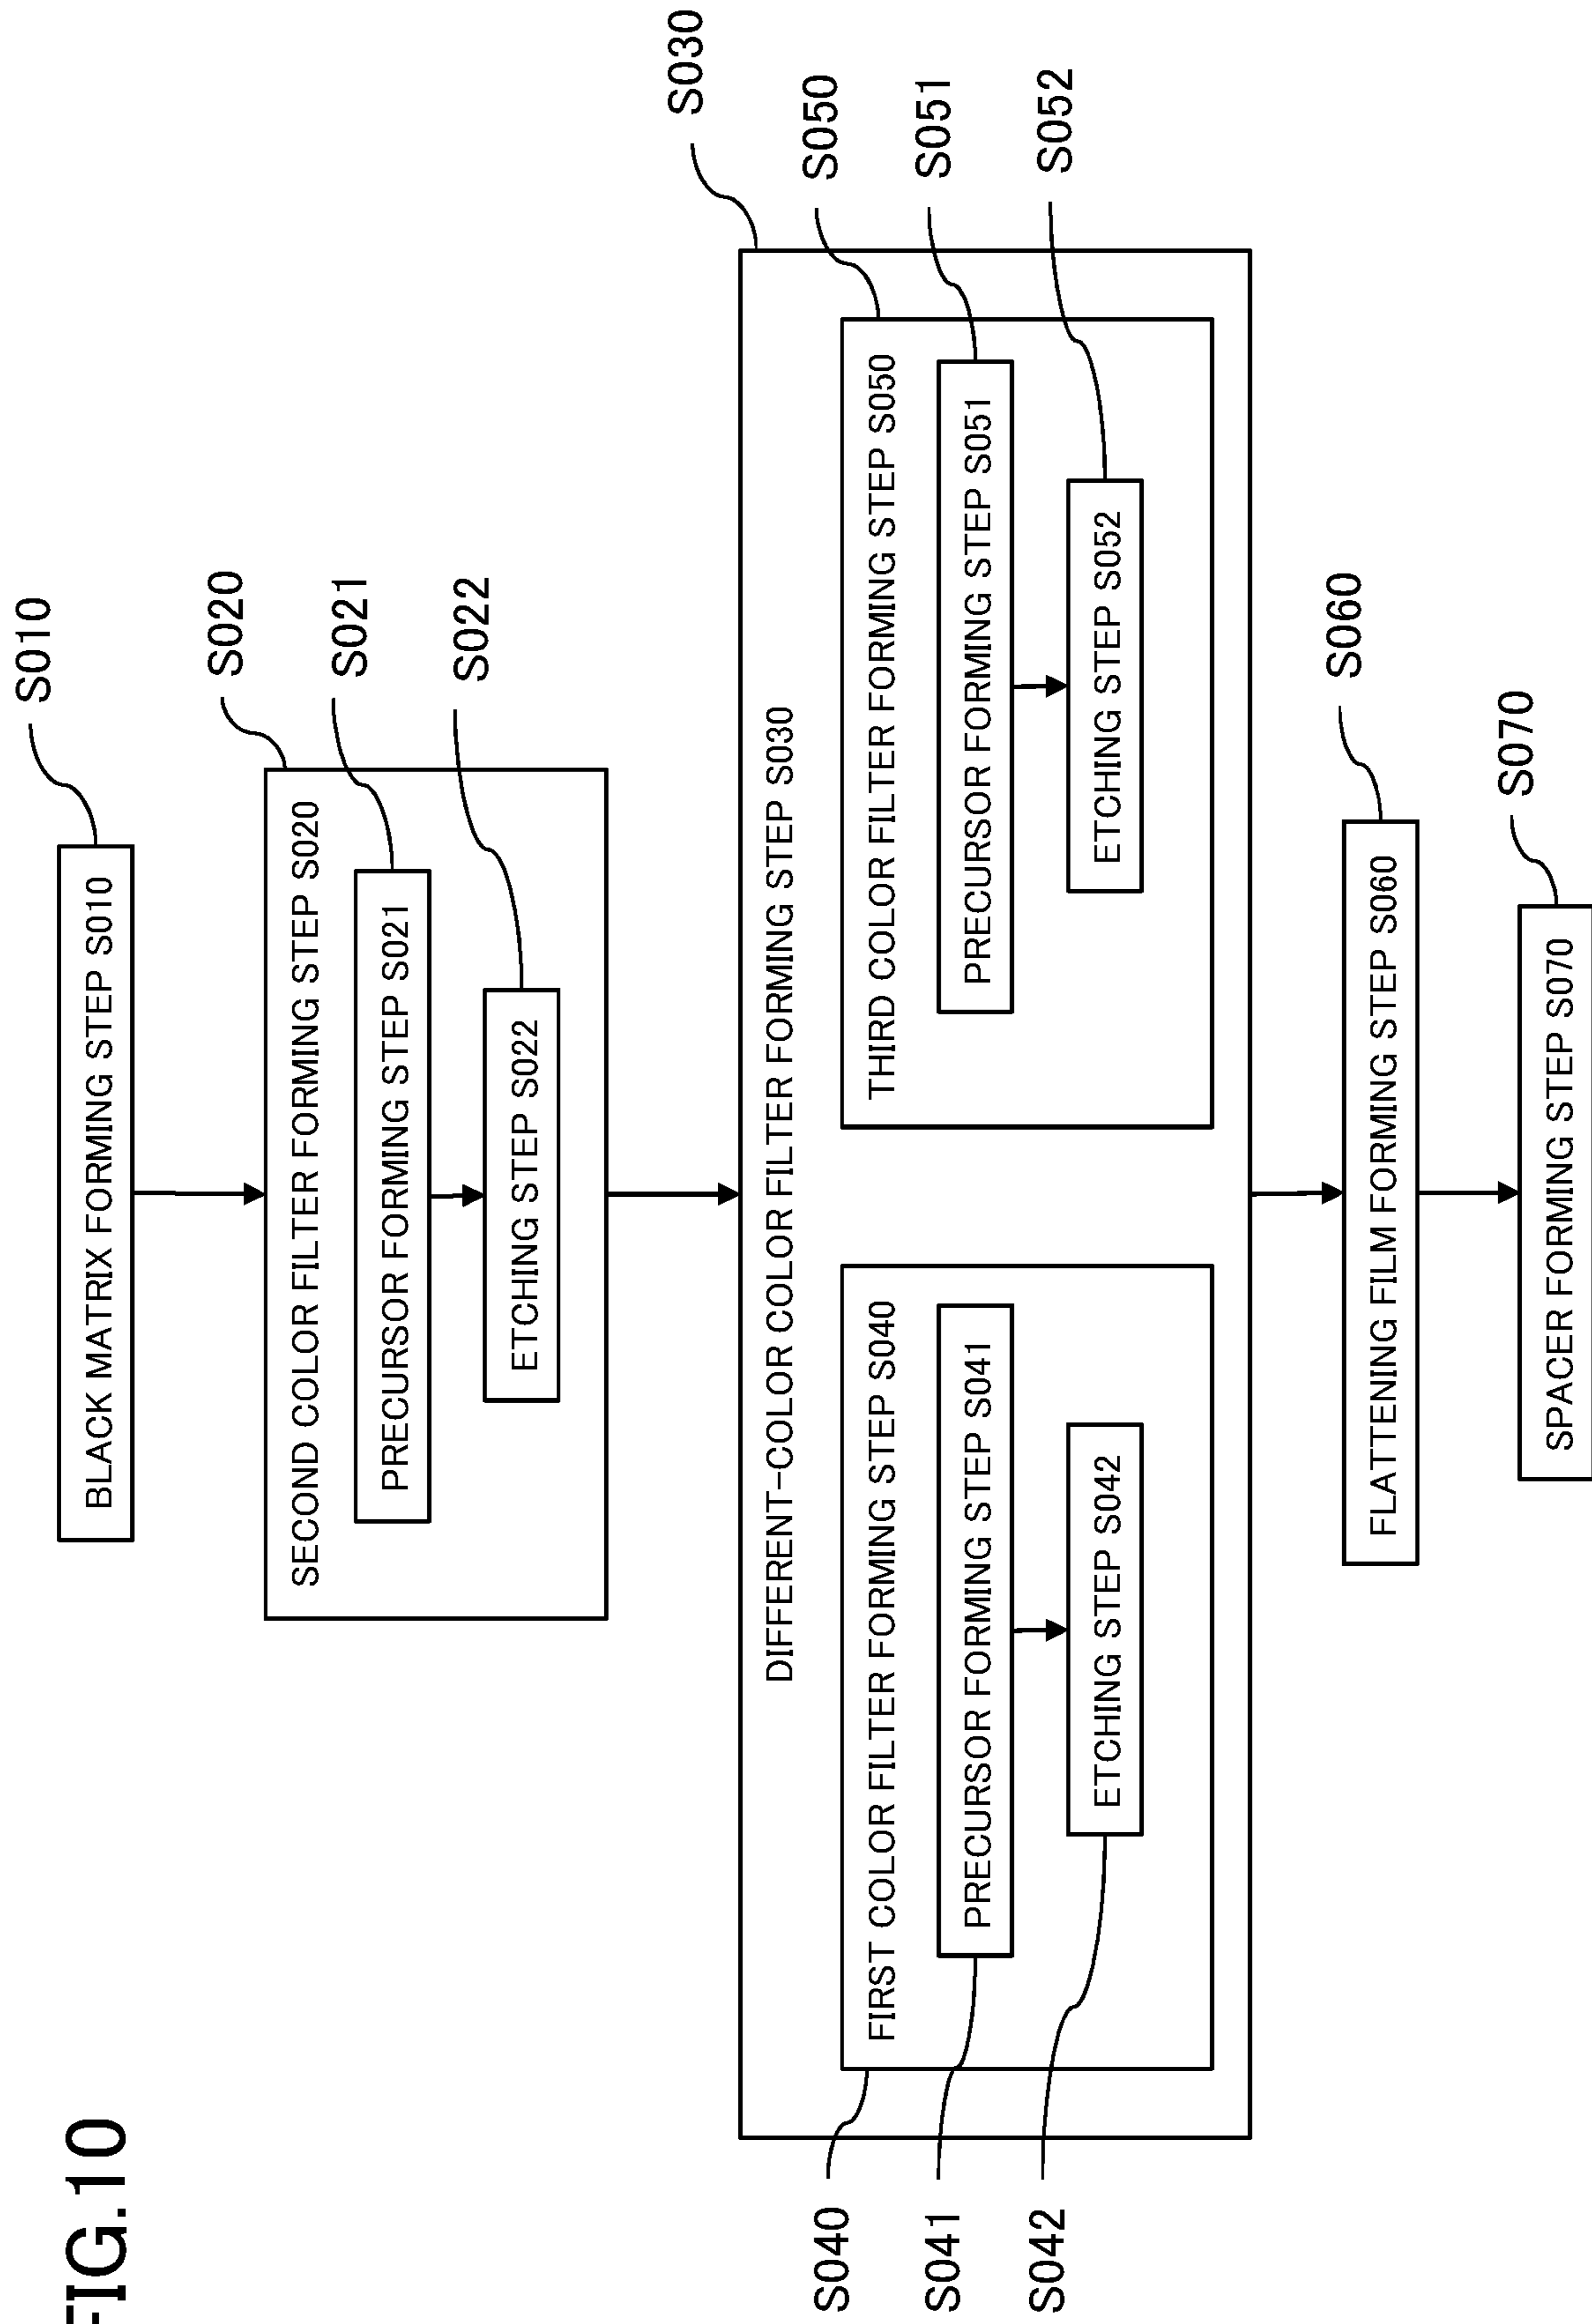 FIG.10
BLACK MATRIX FORMING STEP S010
S010
SECOND COLOR FILTER FORMING STEP S020
S020
PRECURSOR FORMING STEP S021
S021
ETCHING STEP S022
S022
DIFFERENT-COLOR COLOR FILTER FORMING STEP S030
S030
FIRST COLOR FILTER FORMING STEP S040
S040
PRECURSOR FORMING STEP S041
S041
ETCHING STEP S042
S042
THIRD COLOR FILTER FORMING STEP S050
S050
PRECURSOR FORMING STEP S051
S051
ETCHING STEP S052
S052
FLATTENING FILM FORMING STEP S060
S060
SPACER FORMING STEP S070
S070